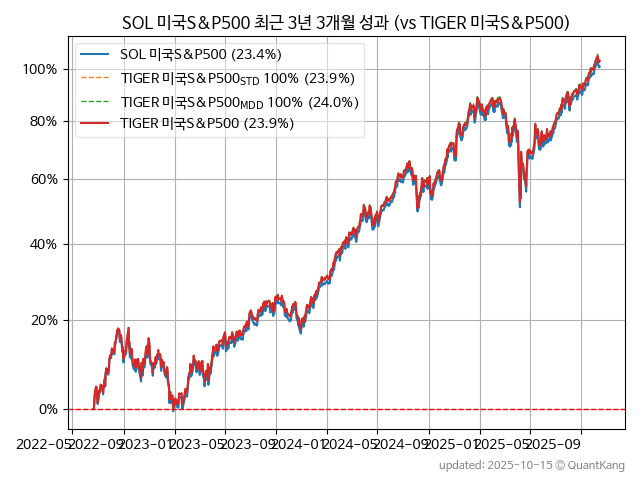 SOL 미국S&P500 최근 3년 3개월 성과 (vs TIGER 미국S&P500)
SOL 미국S&P500 (23.4%)
TIGER 미국S&P500STD 100% (23.9%)
TIGER 미국S&P500MDD 100% (24.0%)
TIGER 미국S&P500 (23.9%)
100%
80%
60%
40%
20%
0%
2022-05 2022-09 2023-01 2023-05 2023-09 2024-01 2024-05 2024-09 2025-01 2025-05 2025-09
updated: 2025-10-15 © QuantKang